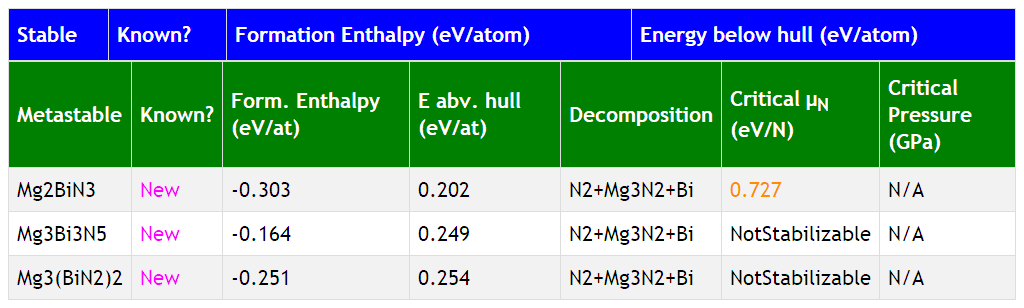 Stable Known? Formation Enthalpy (eV/atom) Energy below hull (eV/atom)
Metastable Known? Form. Enthalpy (eV/at) E abv. hull (eV/at) Decomposition Critical μN (eV/N) Critical Pressure (GPa)
Mg2BiN3 New -0.303 0.202 N2+Mg3N2+Bi 0.727 N/A
Mg3Bi3N5 New -0.164 0.249 N2+Mg3N2+Bi NotStabilizable N/A
Mg3(BiN2)2 New -0.251 0.254 N2+Mg3N2+Bi NotStabilizable N/A